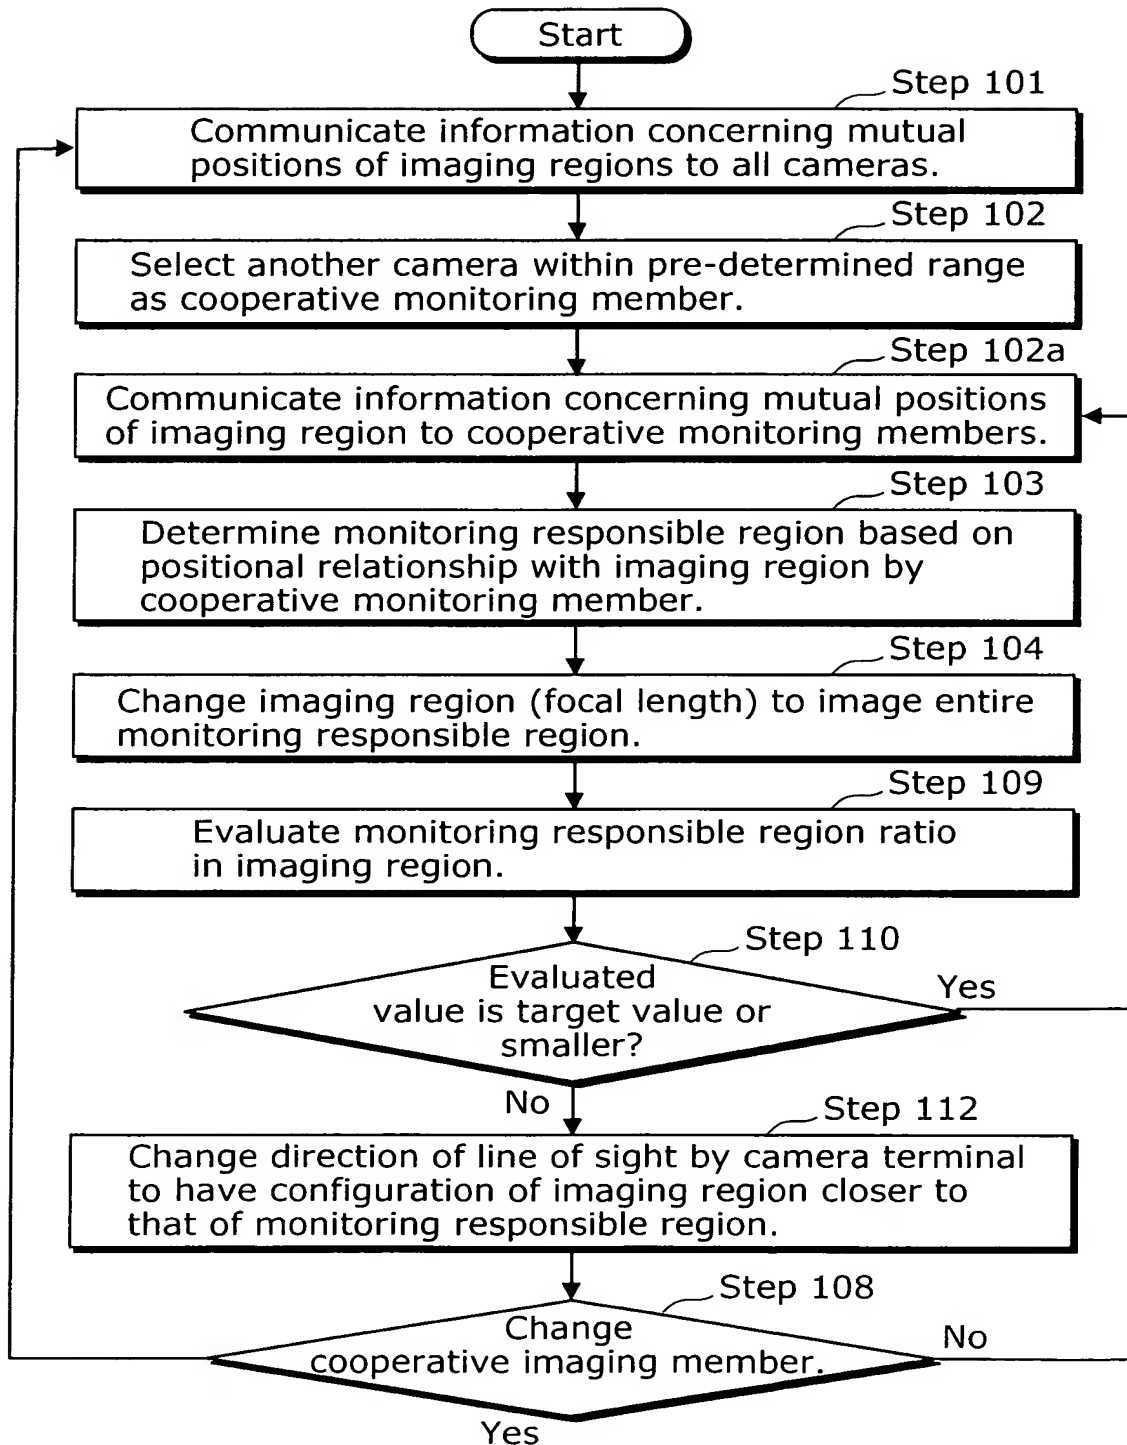 Start
Step 101
Communicate information concerning mutual
positions of imaging regions to all cameras.
Step 102
Select another camera within pre-determined range
as cooperative monitoring member.
Step 102a
Communicate information concerning mutual positions
of imaging region to cooperative monitoring members.
Step 103
Determine monitoring responsible region based on
positional relationship with imaging region by
cooperative monitoring member.
Step 104
Change imaging region (focal length) to image entire
monitoring responsible region.
Step 109
Evaluate monitoring responsible region ratio
in imaging region.
Step 110
Evaluated
value is target value or
smaller?
Yes
No
Step 112
Change direction of line of sight by camera terminal
to have configuration of imaging region closer to
that of monitoring responsible region.
Step 108
Change
cooperative imaging member.
No
Yes